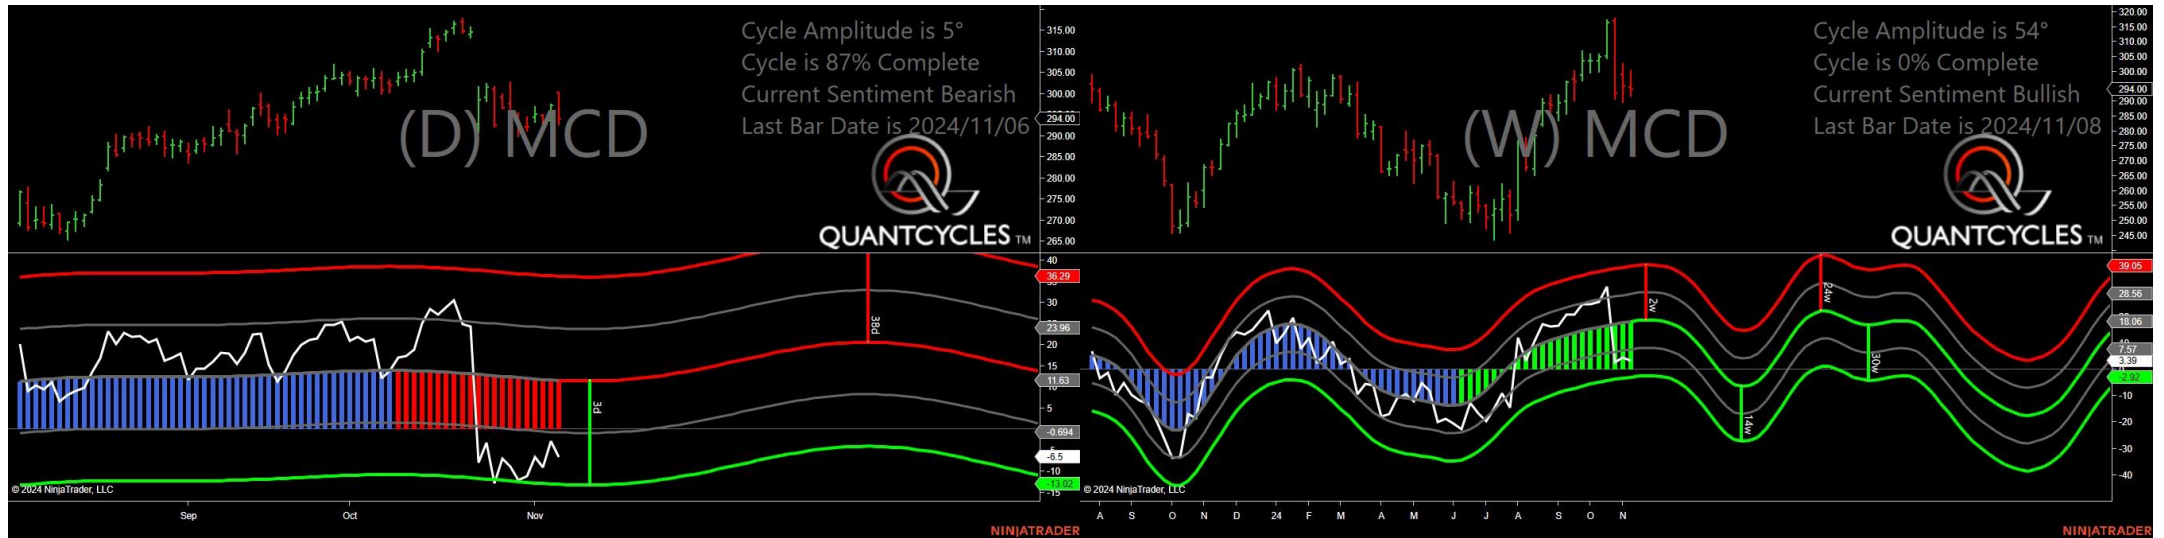 Cycle Amplitude is 5°
Cycle is 87% Complete
Current Sentiment Bearish
Last Bar Date is 2024/11/06
(D) MCD
QUANTCYCLES TM
315.00
310.00
305.00
300.00
294.00
290.00
285.00
280.00
275.00
270.00
265.00
40
36.29
30
23.96
20
15
11.63
5
-0.694
-6.5
-10
-13.02
-15
38d
3d
© 2024 NinjaTrader, LLC
Sep
Oct
Nov
NINJATRADER
Cycle Amplitude is 54°
Cycle is 0% Complete
Current Sentiment Bullish
Last Bar Date is 2024/11/08
(W) MCD
QUANTCYCLES TM
320.00
315.00
310.00
305.00
300.00
294.00
290.00
285.00
280.00
275.00
270.00
265.00
260.00
255.00
250.00
245.00
39.05
28.56
18.06
7.57
3.39
-2.92
-10
-20
-30
-40
2w
14w
24w
30w
© 2024 NinjaTrader, LLC
A S O N D 24 F M A M J J A S O N
NINJATRADER